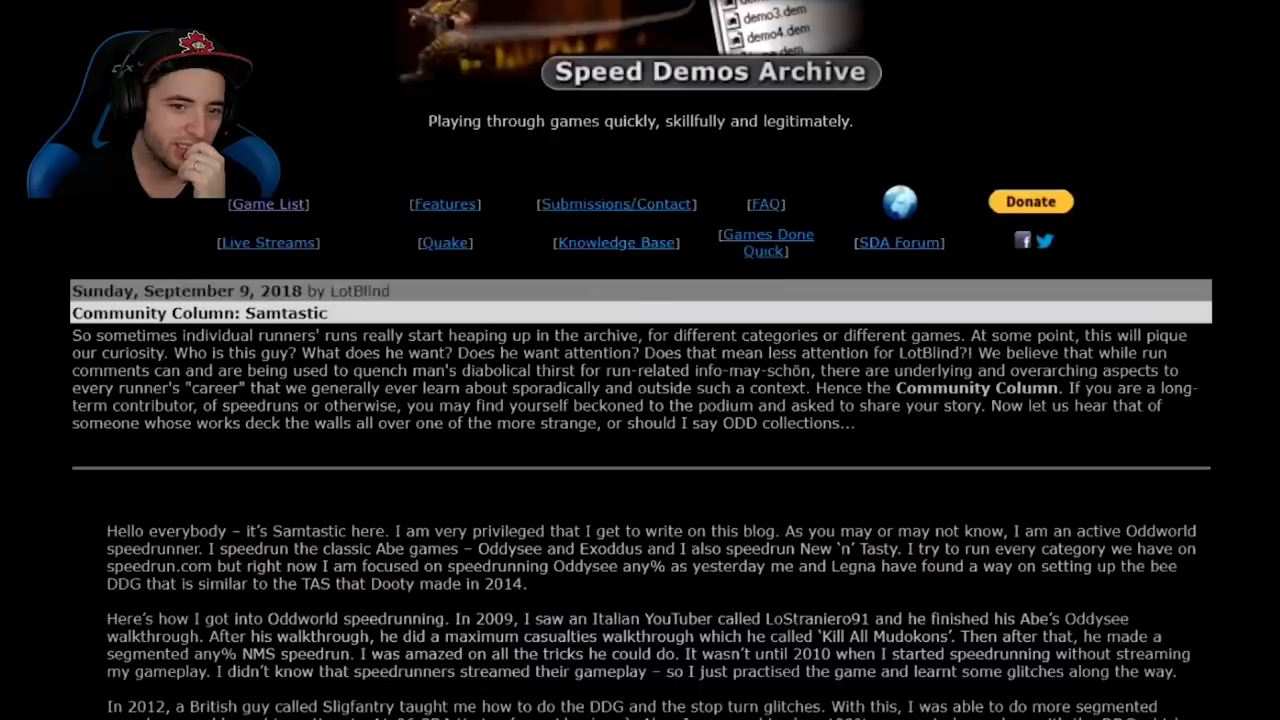 demo3.dem
demo4.dem
Speed Demos Archive
Playing through games quickly, skillfully and legitimately.
[Game List] [Features] [Submissions/Contact] [FAQ] Donate
[Live Streams] [Quake] [Knowledge Base] [Games Done Quick] [SDA Forum]
Sunday, September 9, 2018 by LotBlind
Community Column: Samtastic
So sometimes individual runners' runs really start heaping up in the archive, for different categories or different games. At some point, this will pique
our curiosity. Who is this guy? What does he want? Does he want attention? Does that mean less attention for LotBlind?! We believe that while run
comments can and are being used to quench man's diabolical thirst for run-related info-may-schön, there are underlying and overarching aspects to
every runner's "career" that we generally ever learn about sporadically and outside such a context. Hence the Community Column. If you are a long-
term contributor, of speedruns or otherwise, you may find yourself beckoned to the podium and asked to share your story. Now let us hear that of
someone whose works deck the walls all over one of the more strange, or should I say ODD collections...
Hello everybody – it's Samtastic here. I am very privileged that I get to write on this blog. As you may or may not know, I am an active Oddworld
speedrunner. I speedrun the classic Abe games – Oddysee and Exoddus and I also speedrun New 'n' Tasty. I try to run every category we have on
speedrun.com but right now I am focused on speedrunning Oddysee any% as yesterday me and Legna have found a way on setting up the bee
DDG that is similar to the TAS that Dooty made in 2014.
Here's how I got into Oddworld speedrunning. In 2009, I saw an Italian YouTuber called LoStraniero91 and he finished his Abe's Oddysee
walkthrough. After his walkthrough, he did a maximum casualties walkthrough which he called 'Kill All Mudokons'. Then after that, he made a
segmented any% NMS speedrun. I was amazed on all the tricks he could do. It wasn't until 2010 when I started speedrunning without streaming
my gameplay. I didn't know that speedrunners streamed their gameplay – so I just practised the game and learnt some glitches along the way.
In 2012, a British guy called Sligfantry taught me how to do the DDG and the stop turn glitches. With this, I was able to do more segmented